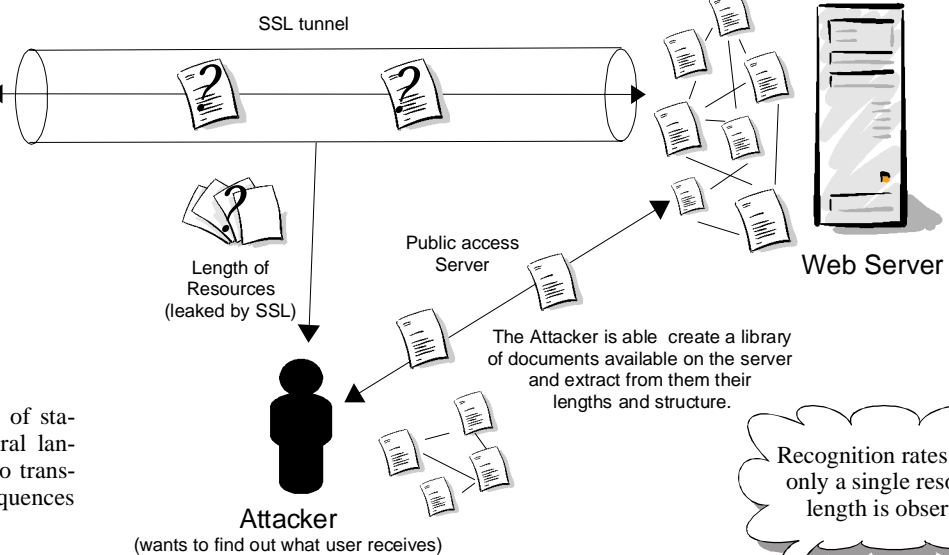 SSL tunnel
?
?
?
Length of
Resources
(leaked by SSL)
Public access
Server
Web Server
The Attacker is able create a library
of documents available on the server
and extract from them their
lengths and structure.
of sta-
ral lan-
o trans-
quences
Attacker
(wants to find out what user receives)
Recognition rates
only a single reso
length is obser